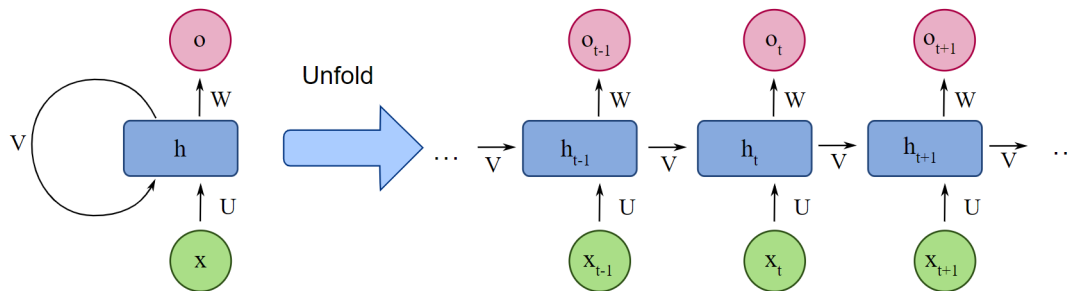 o
W
V
h
U
x
Unfold
o_{t-1} o_t o_{t+1}
W W W
... V h_{t-1} V h_t V h_{t+1} V ..
U U U
x_{t-1} x_t x_{t+1}